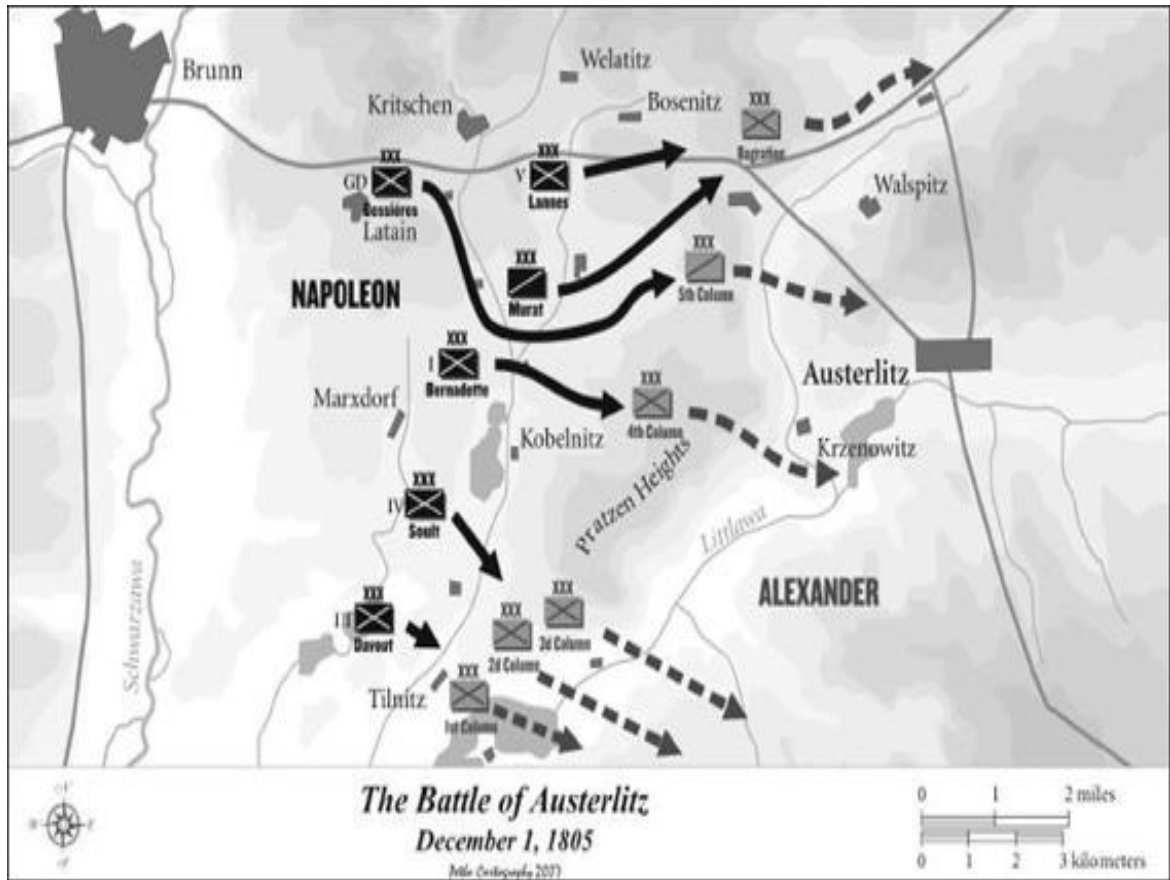 Brunn
Welatitz
Kritschen
Bosenitz
XXX
Bagration
XXX
GD
Bessières
Latain
XXX
V
Lannes
Walspitz
NAPOLEON
XXX
Murat
XXX
5th Column
XXX
I
Bernadotte
Marxdorf
XXX
4th Column
Austerlitz
Kobelnitz
Krzenowitz
Pratzen Heights
XXX
IV
Soult
Littlawa
ALEXANDER
Schwarzawa
XXX
III
Davout
XXX
2d Column
XXX
3d Column
Tilnitz
XXX
1st Column
The Battle of Austerlitz
December 1, 1805
0 1 2 miles
0 1 2 3 kilometers